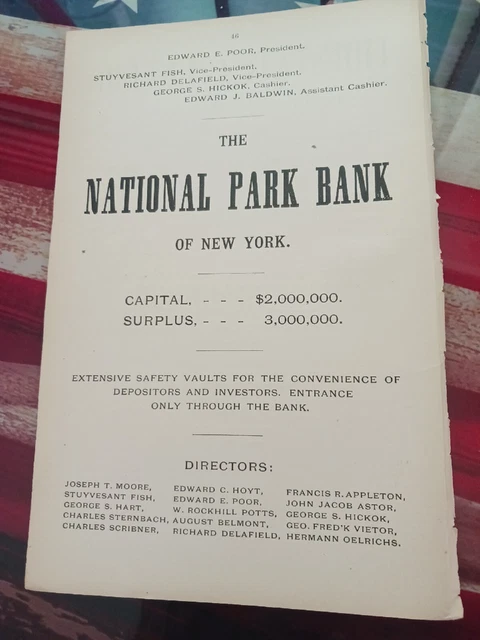 16
EDWARD E. POOR, President.
STUYVESANT FISH, Vice-President.
RICHARD DELAFIELD, Vice-President.
GEORGE S. HICKOK, Cashier.
EDWARD J. BALDWIN, Assistant Cashier.
THE
NATIONAL PARK BANK
OF NEW YORK.
CAPITAL, - - - $2,000,000.
SURPLUS, - - - 3,000,000.
EXTENSIVE SAFETY VAULTS FOR THE CONVENIENCE OF
DEPOSITORS AND INVESTORS. ENTRANCE
ONLY THROUGH THE BANK.
DIRECTORS:
JOSEPH T. MOORE, EDWARD C. HOYT, FRANCIS R. APPLETON,
STUYVESANT FISH, EDWARD E. POOR, JOHN JACOB ASTOR,
GEORGE S. HART, W. ROCKHILL POTTS, GEORGE S. HICKOK,
CHARLES STERNBACH, AUGUST BELMONT, GEO. FRED'K VIETOR,
CHARLES SCRIBNER, RICHARD DELAFIELD, HERMANN OELRICHS.